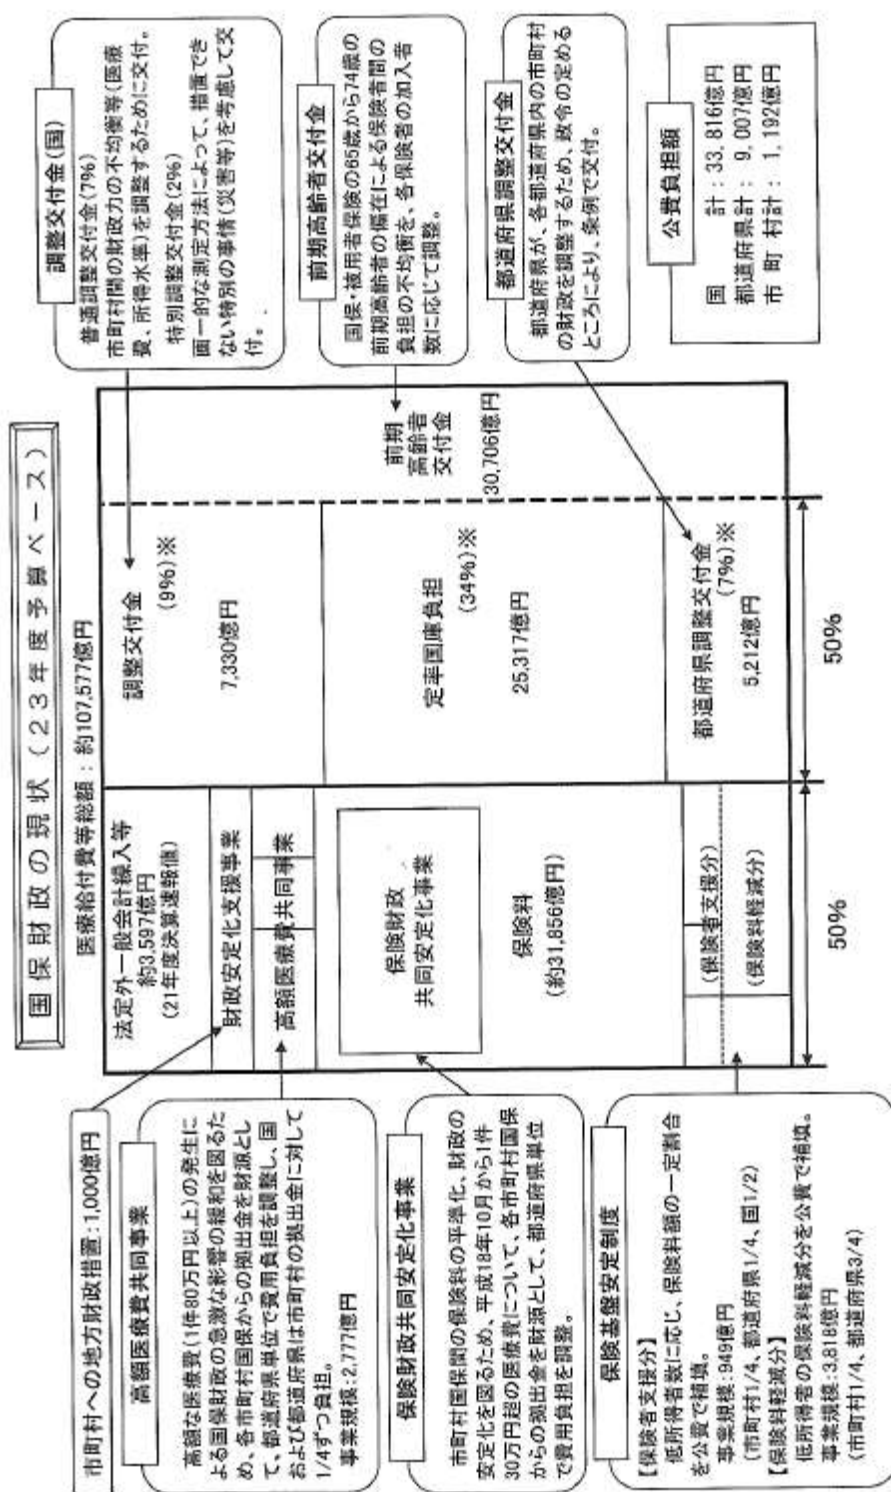 国保財政の現状（23年度予算ベース）
医療給付費等総額：約107,577億円
市町村への地方財政措置：1,000億円
高額医療費共同事業
高額な医療費（1件80万円以上）の発生に
よる国保財政の急激な影響の緩和を図るた
め、各市町村国保からの拠出金を財源とし
て、都道府県単位で費用負担を調整し、国
および都道府県は市町村の拠出金に対して
1/4ずつ負担。
事業規模：2,777億円
保険財政共同安定化事業
市町村国保間の保険料の平準化、財政の
安定化を図るため、平成18年10月から1件
30万円超の医療費について、各市町村国保
からの拠出金を財源として、都道府県単位
で費用負担を調整。
保険基盤安定制度
【保険者支援分】
低所得者数に応じ、保険料額の一定割合
を公費で補填。
事業規模：949億円
（市町村1/4、都道府県1/4、国1/2）
【保険料軽減分】
低所得者の保険料軽減分を公費で補填。
事業規模：3,818億円
（市町村1/4、都道府県3/4）
法定外一般会計繰入等
約3,597億円
（21年度決算速報値）
財政安定化支援事業
高額医療費共同事業
保険財政
共同安定化事業
保険料
（約31,856億円）
（保険者支援分）
（保険料軽減分）
50%
調整交付金
（9%）※
7,330億円
定率国庫負担
（34%）※
25,317億円
都道府県調整交付金
（7%）※
5,212億円
50%
前期
高齢者
交付金
30,706億円
調整交付金（国）
普通調整交付金（7%）
市町村間の財政力の不均衡等（医療
費、所得水準）を調整するために交付。
特別調整交付金（2%）
画一的な測定方法によって、措置でき
ない特別の事情（災害等）を考慮して交
付。
前期高齢者交付金
国保・被用者保険の65歳から74歳の
前期高齢者の偏在による保険者間の
負担の不均衡を、各保険者の加入者
数に応じて調整。
都道府県調整交付金
都道府県が、各都道府県内の市町村
の財政を調整するため、政令の定める
ところにより、条例で交付。
公費負担額
国 計：33,816億円
都道府県計：9,007億円
市町村計：1,192億円